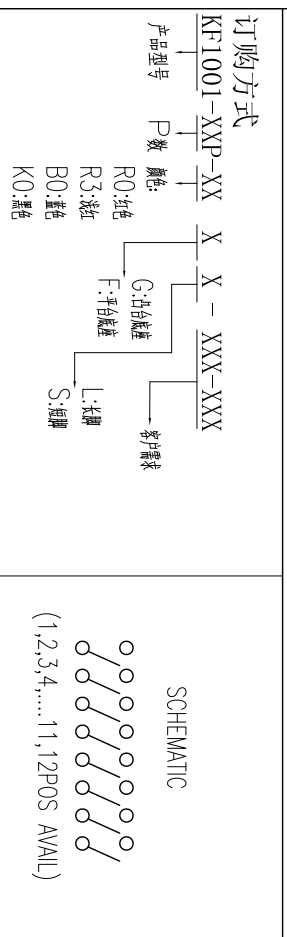 订购方式
KF1001-XXP-XX X X - XXX-XXX
产品型号
P数
颜色:
R0:红色
R3:浅红
B0:蓝色
K0:黑色
G:凸台底座
F:平台底座
L:长脚
S:短脚
客户需求
SCHEMATIC
(1,2,3,4,....11,12POS AVAIL)